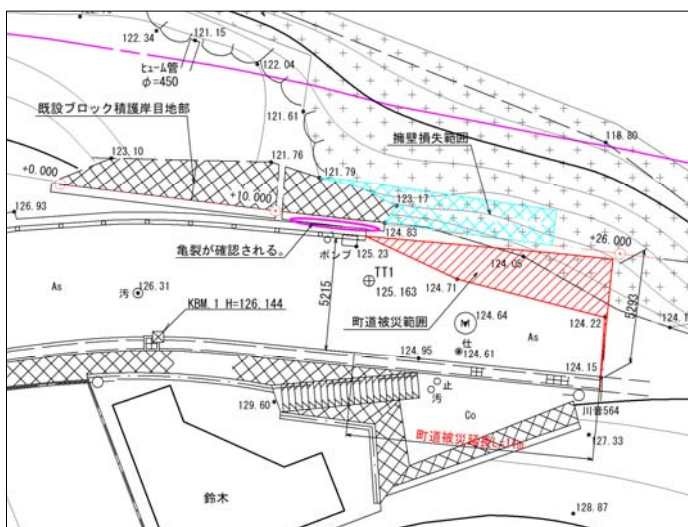 122.34
121.15
122.04
ヒューム管
φ=450
既設ブロック積護岸目地部
121.61
118.80
擁壁損失範囲
123.10
121.76
121.79
+0.000
+10.000
123.17
126.93
124.83
亀裂が確認される。
ポンプ
125.23
+26.000
124.05
As
汚
126.31
TT1
125.163
124.71
5215
5293
KBM.1 H=126.144
町道被災範囲
124.64
仕
As
124.22
124.1
124.95
124.61
124.15
止
汚
129.60
Co
川音564
127.33
鈴木
128.87